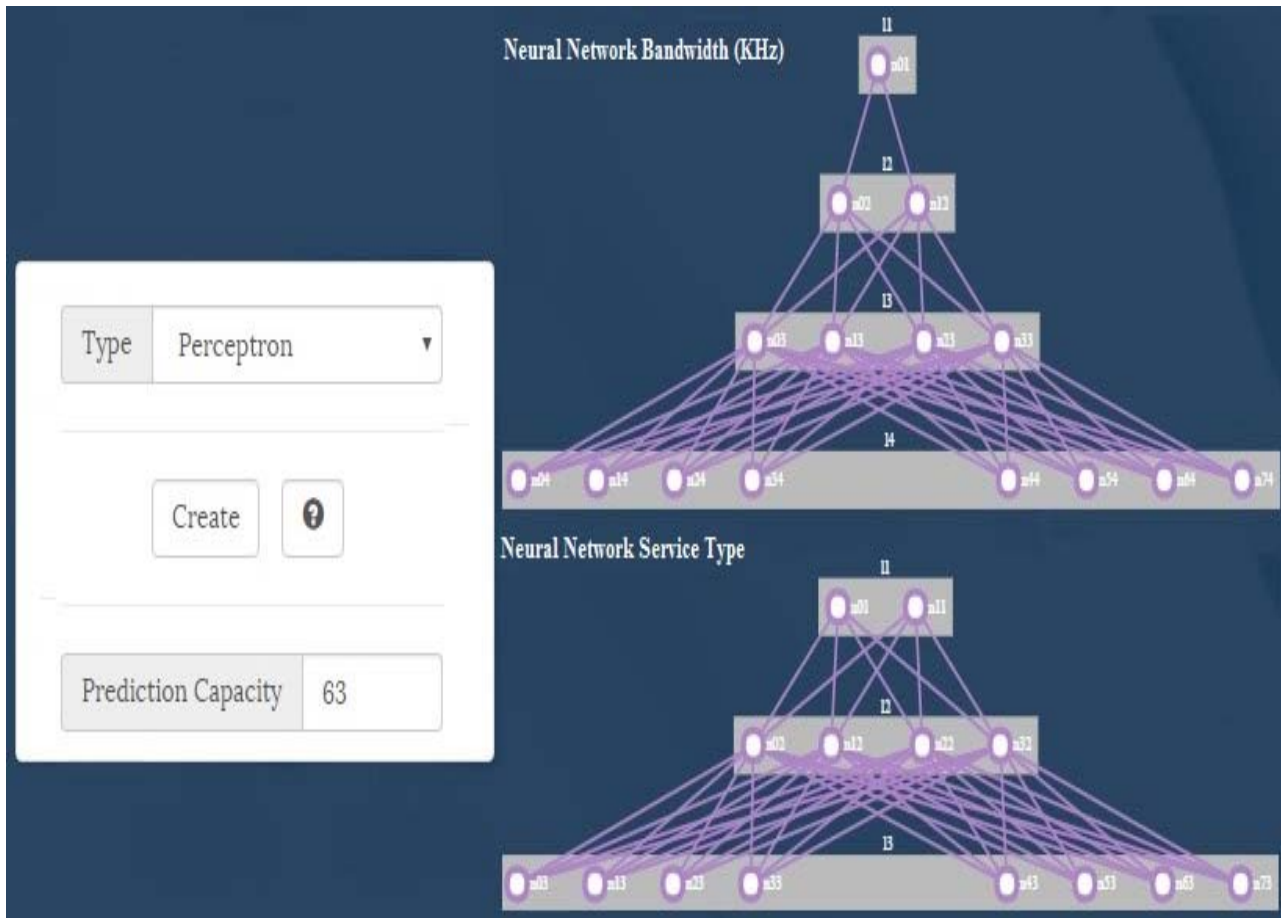 Type Perceptron
Create
Prediction Capacity 63
Neural Network Bandwidth (KHz)
l1
n01
l2
n02 n12
l3
n03 n13 n23 n33
l4
n04 n14 n24 n34 n44 n54 n64 n74
Neural Network Service Type
l1
n01 n11
l2
n02 n12 n22 n32
l3
n03 n13 n23 n33 n43 n53 n63 n73